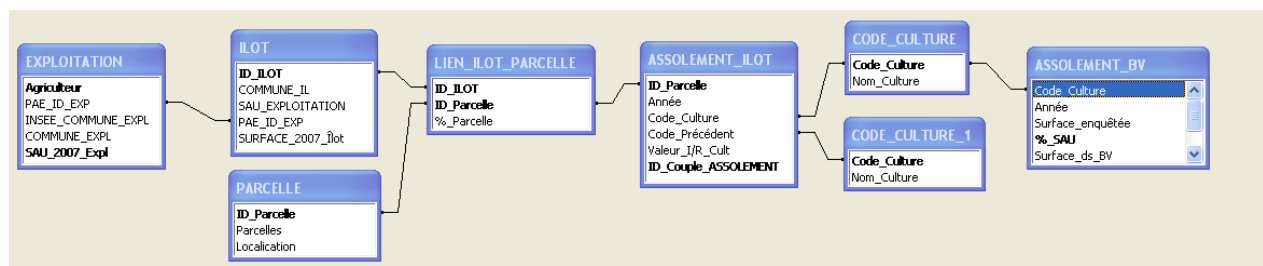 EXPLOITATION
Agriculteur
PAE_ID_EXP
INSEE_COMMUNE_EXPL
COMMUNE_EXPL
SAU_2007_Expl
ILOT
ID_ILOT
COMMUNE_IL
SAU_EXPLOITATION
PAE_ID_EXP
SURFACE_2007_Îlot
PARCELLE
ID_Parcelle
Parcelles
Localication
LIEN_ILOT_PARCELLE
ID_ILOT
ID_Parcelle
%_Parcelle
ASSOLEMENT_ILOT
ID_Parcelle
Année
Code_Culture
Code_Précédent
Valeur_I/R_Cult
ID_Couple_ASSOLEMENT
CODE_CULTURE
Code_Culture
Nom_Culture
CODE_CULTURE_1
Code_Culture
Nom_Culture
ASSOLEMENT_BV
Code_Culture
Année
Surface_enquêtée
%_SAU
Surface_ds_BV